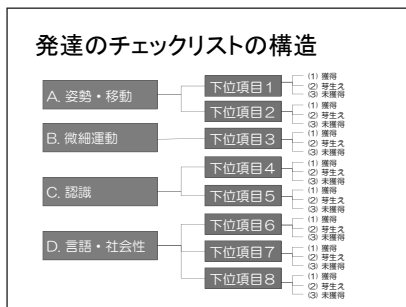 発達のチェックリストの構造
A. 姿勢・移動
下位項目1
(1) 獲得
(2) 芽生え
(3) 未獲得
下位項目2
(1) 獲得
(2) 芽生え
(3) 未獲得
B. 微細運動
下位項目3
(1) 獲得
(2) 芽生え
(3) 未獲得
C. 認識
下位項目4
(1) 獲得
(2) 芽生え
(3) 未獲得
下位項目5
(1) 獲得
(2) 芽生え
(3) 未獲得
D. 言語・社会性
下位項目6
(1) 獲得
(2) 芽生え
(3) 未獲得
下位項目7
(1) 獲得
(2) 芽生え
(3) 未獲得
下位項目8
(1) 獲得
(2) 芽生え
(3) 未獲得